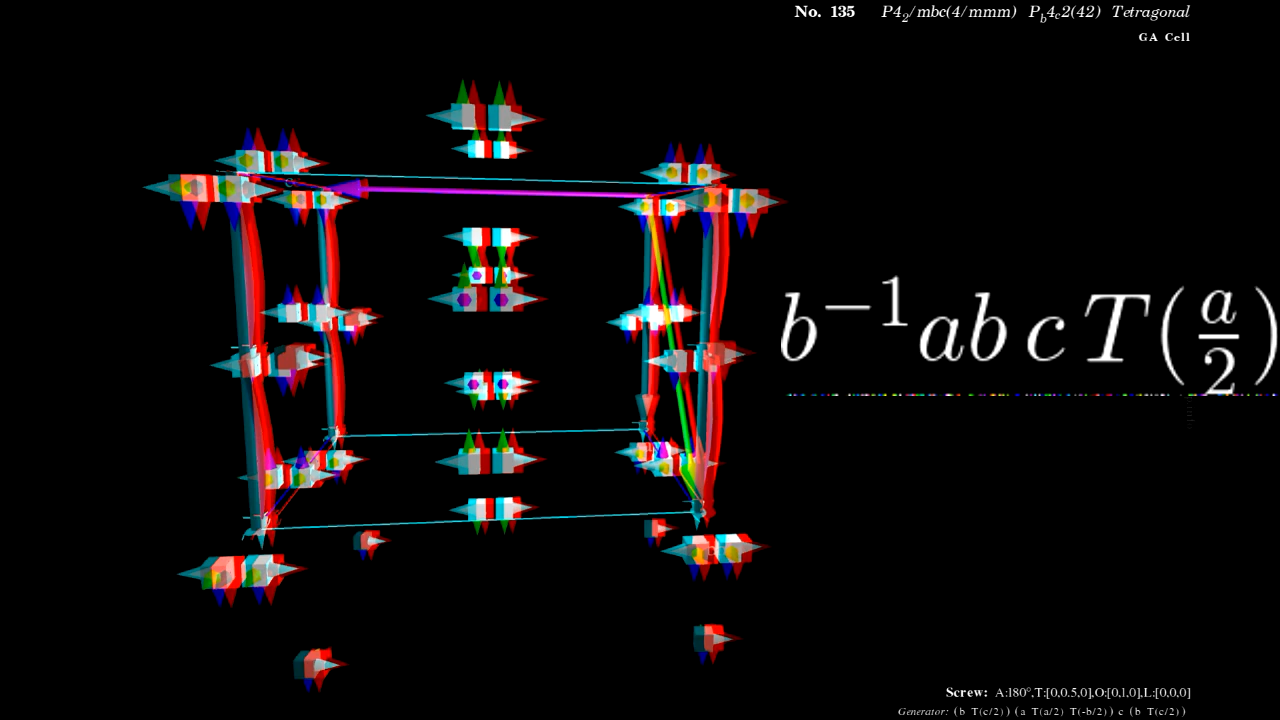 No. 135 P4₂/mbc(4/mmm) P_b4_c2(42) Tetragonal
GA Cell
b⁻¹ab c T(a/2)
Screw: A:180°,T:[0,0.5,0],O:[0,1,0],L:[0,0,0]
Generator: (b T(c/2)) (a T(a/2) T(-b/2)) c (b T(c/2))